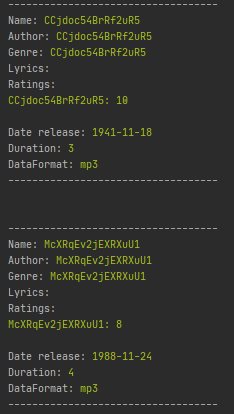 ----------------------------------
Name: CCjdoc54BrRf2uR5
Author: CCjdoc54BrRf2uR5
Genre: CCjdoc54BrRf2uR5
Lyrics:
Ratings:
CCjdoc54BrRf2uR5: 10
Date release: 1941-11-18
Duration: 3
DataFormat: mp3
----------------------------------
----------------------------------
Name: McXRqEv2jEXRXuU1
Author: McXRqEv2jEXRXuU1
Genre: McXRqEv2jEXRXuU1
Lyrics:
Ratings:
McXRqEv2jEXRXuU1: 8
Date release: 1988-11-24
Duration: 4
DataFormat: mp3
----------------------------------